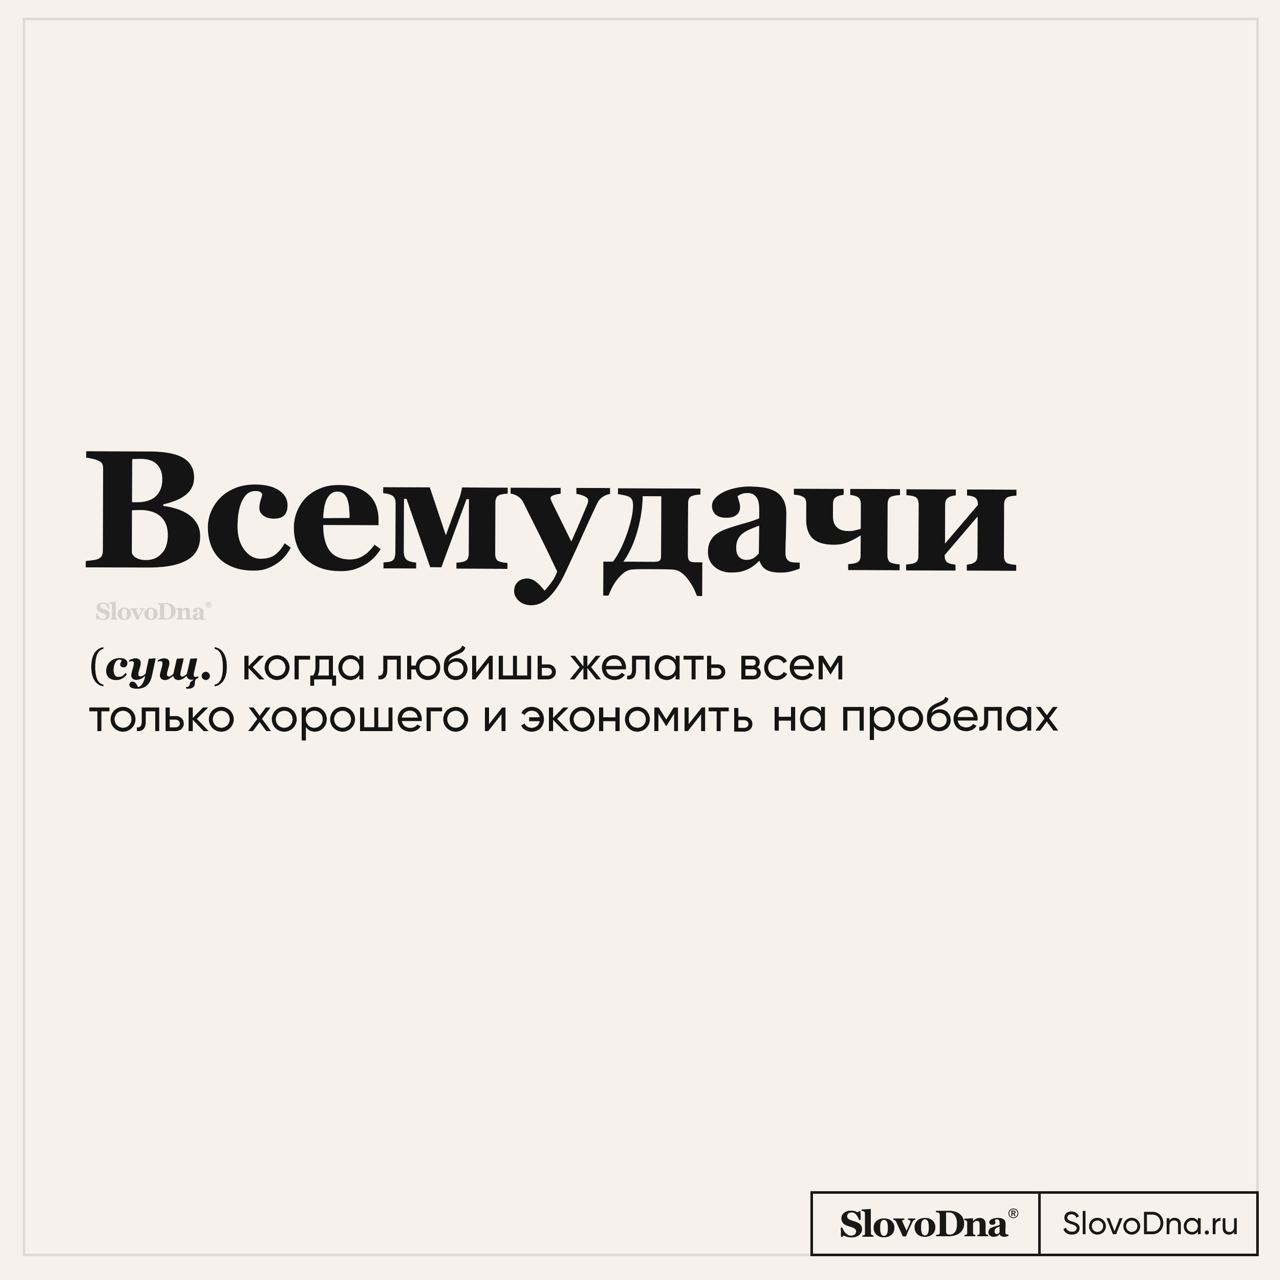 Всемудачи
SlovoDna®
(сущ.) когда любишь желать всем
только хорошего и экономить на пробелах
SlovoDna® SlovoDna.ru